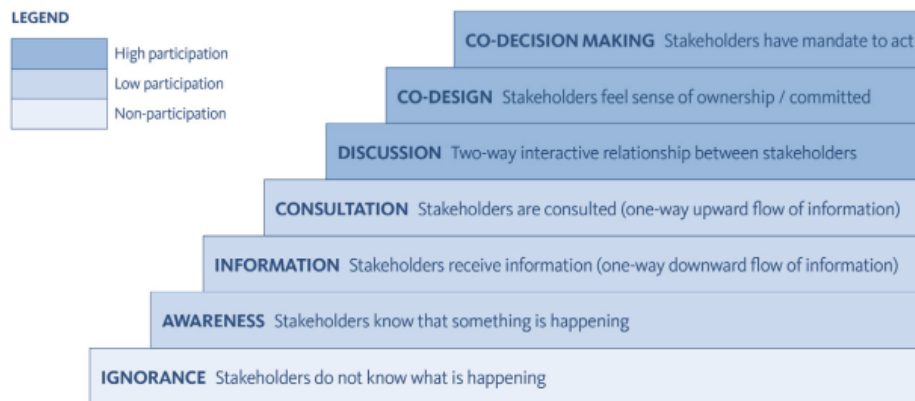 LEGEND
High participation
Low participation
Non-participation
CO-DECISION MAKING Stakeholders have mandate to act
CO-DESIGN Stakeholders feel sense of ownership / committed
DISCUSSION Two-way interactive relationship between stakeholders
CONSULTATION Stakeholders are consulted (one-way upward flow of information)
INFORMATION Stakeholders receive information (one-way downward flow of information)
AWARENESS Stakeholders know that something is happening
IGNORANCE Stakeholders do not know what is happening